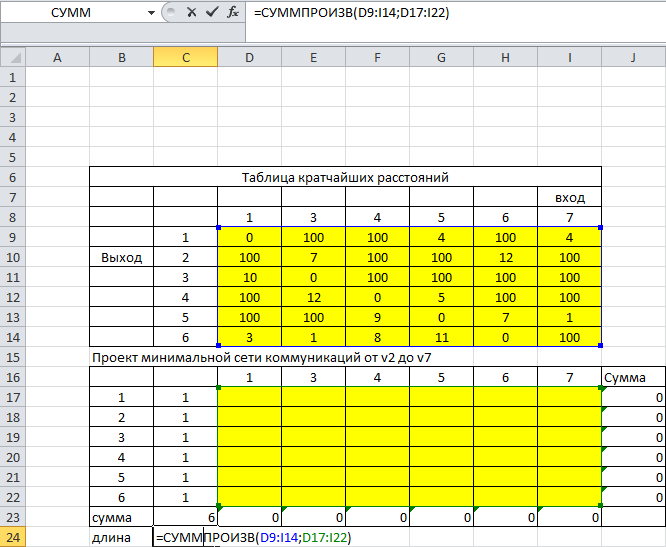 СУММ =СУММПРОИЗВ(D9:I14;D17:I22)
A B C D E F G H I J
1
2
3
4
5
6 Таблица кратчайших расстояний
7 вход
8 1 3 4 5 6 7
9 1 0 100 100 4 100 4
10 Выход 2 100 7 100 100 12 100
11 3 10 0 100 100 100 100
12 4 100 12 0 5 100 100
13 5 100 100 9 0 7 1
14 6 3 1 8 11 0 100
15 Проект минимальной сети коммуникаций от v2 до v7
16 1 3 4 5 6 7 Сумма
17 1 1 0
18 2 1 0
19 3 1 0
20 4 1 0
21 5 1 0
22 6 1 0
23 сумма 6 0 0 0 0 0 0
24 длина =СУММПРОИЗВ(D9:I14;D17:I22)